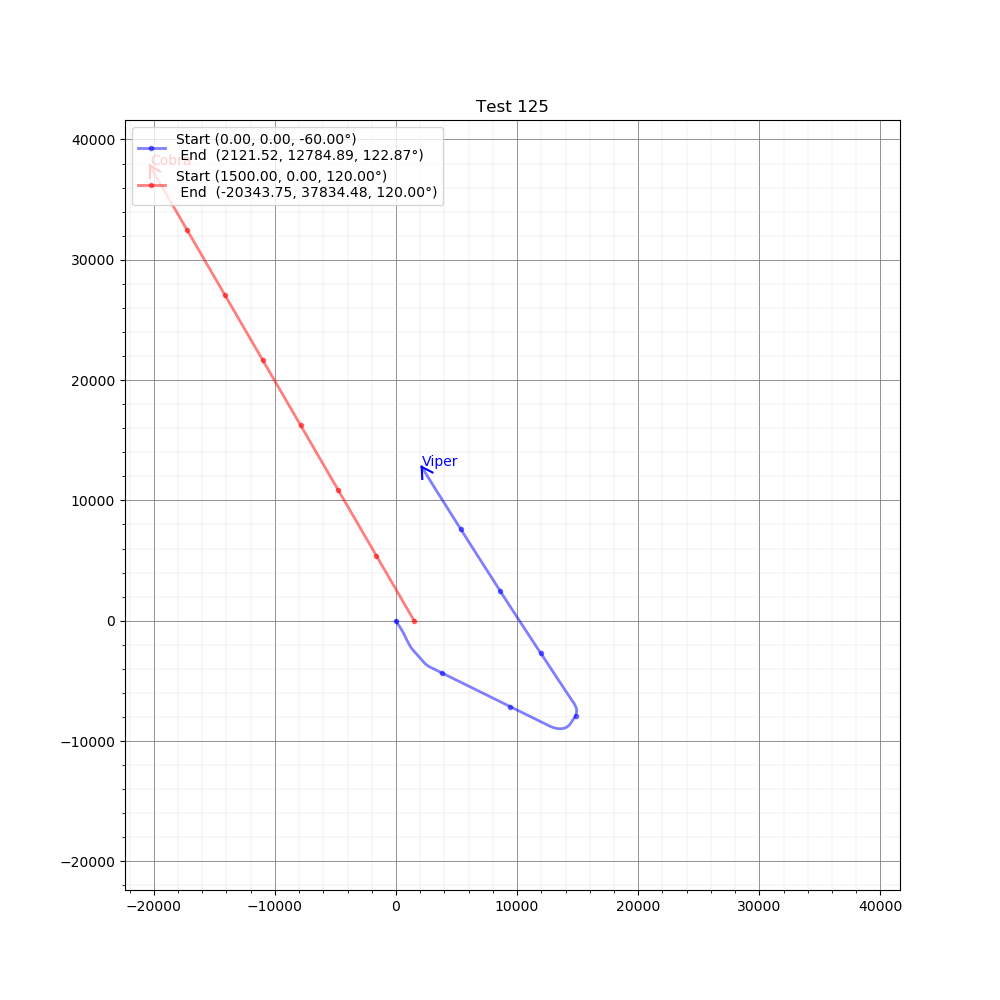 Test 125
Start (0.00, 0.00, -60.00°)
End (2121.52, 12784.89, 122.87°)
Start (1500.00, 0.00, 120.00°)
End (-20343.75, 37834.48, 120.00°)
Cobra
Viper
40000
30000
20000
10000
0
−10000
−20000
−20000 −10000 0 10000 20000 30000 40000